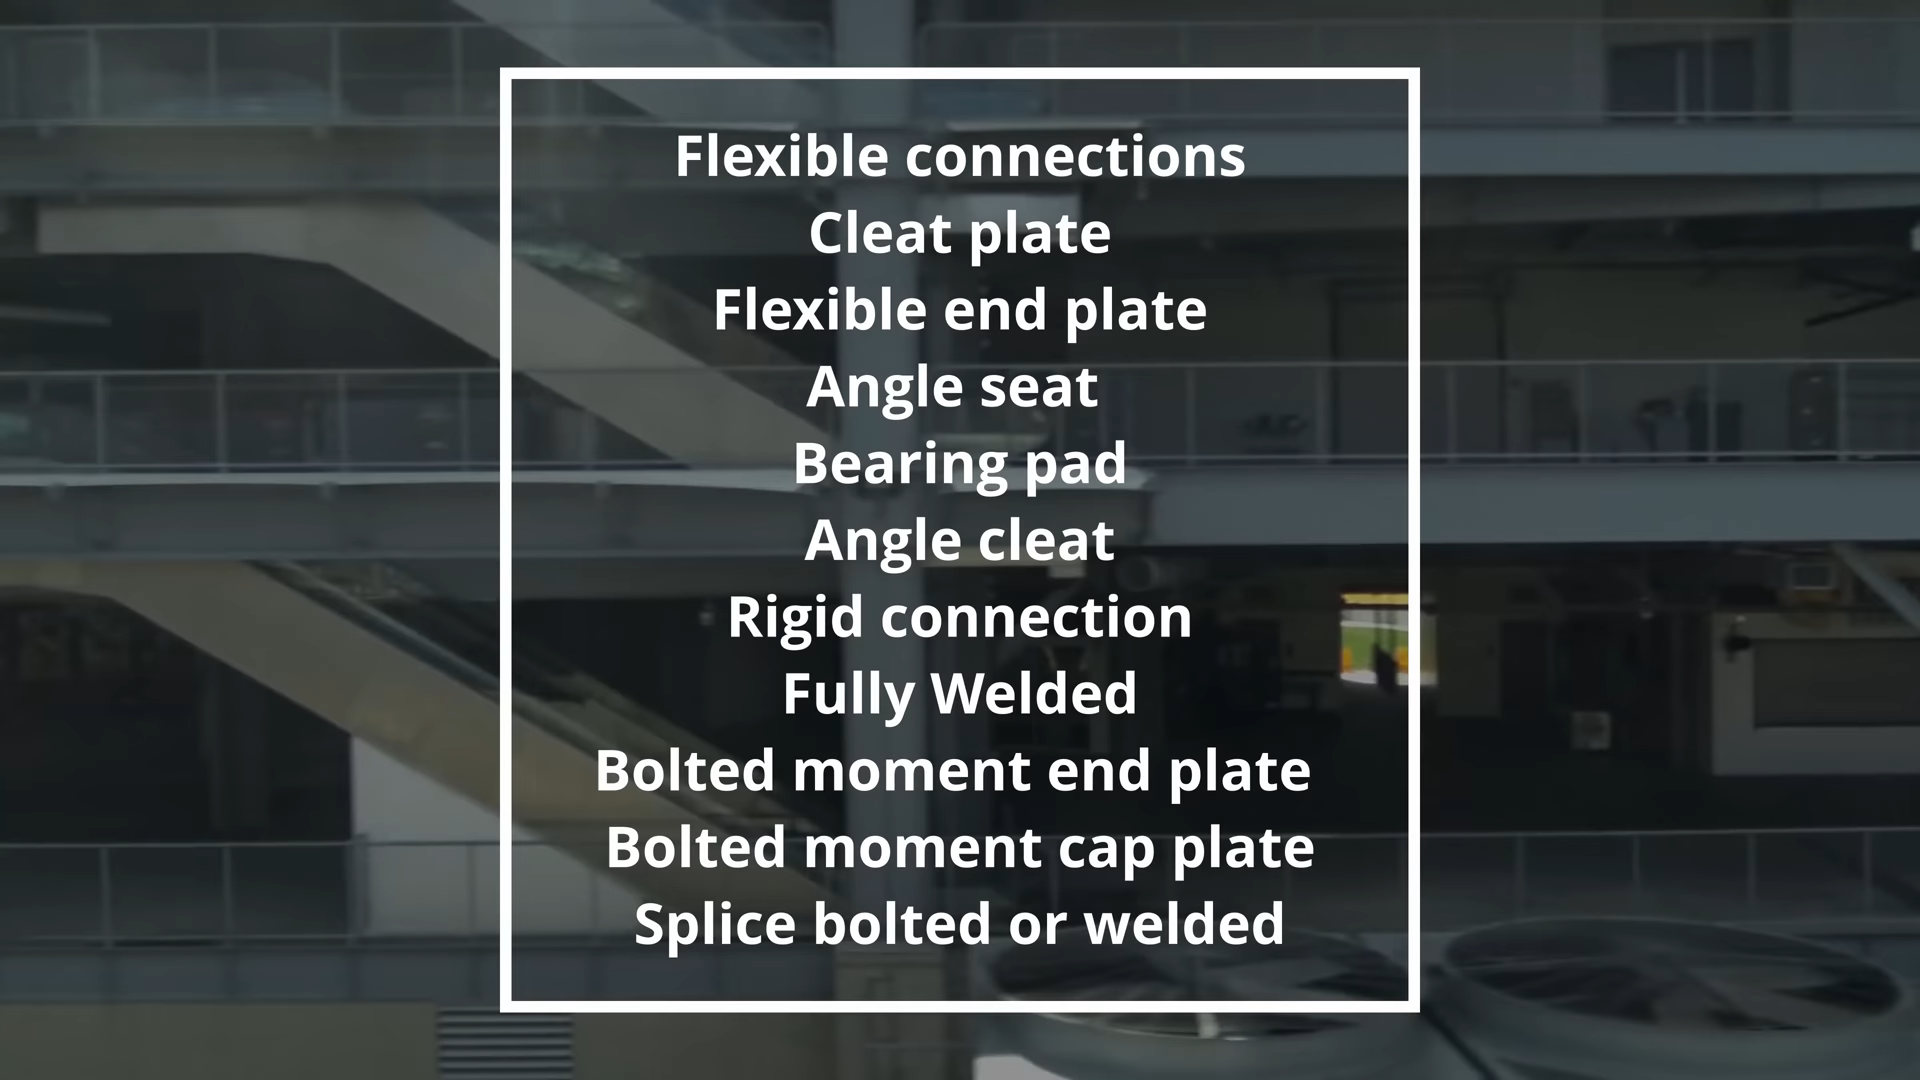 Flexible connections
Cleat plate
Flexible end plate
Angle seat
Bearing pad
Angle cleat
Rigid connection
Fully Welded
Bolted moment end plate
Bolted moment cap plate
Splice bolted or welded